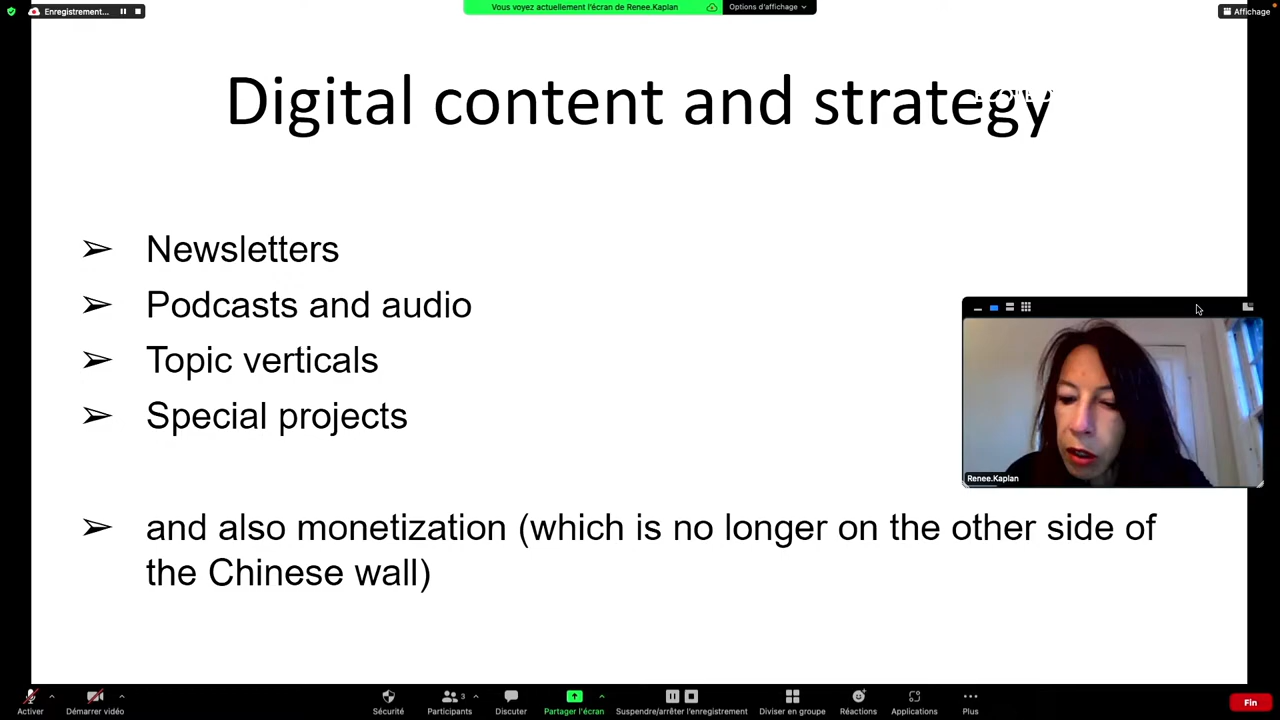 Enregistrement...
Vous voyez actuellement l'écran de Renee.Kaplan
Options d'affichage
Affichage
Digital content and strategy
➢ Newsletters
➢ Podcasts and audio
➢ Topic verticals
➢ Special projects
Renee.Kaplan
➢ and also monetization (which is no longer on the other side of
the Chinese wall)
Activer
Démarrer vidéo
Sécurité
Participants
3
Discuter
Partager l'écran
Suspendre/arrêter l'enregistrement
Diviser en groupe
Réactions
Applications
Plus
Fin